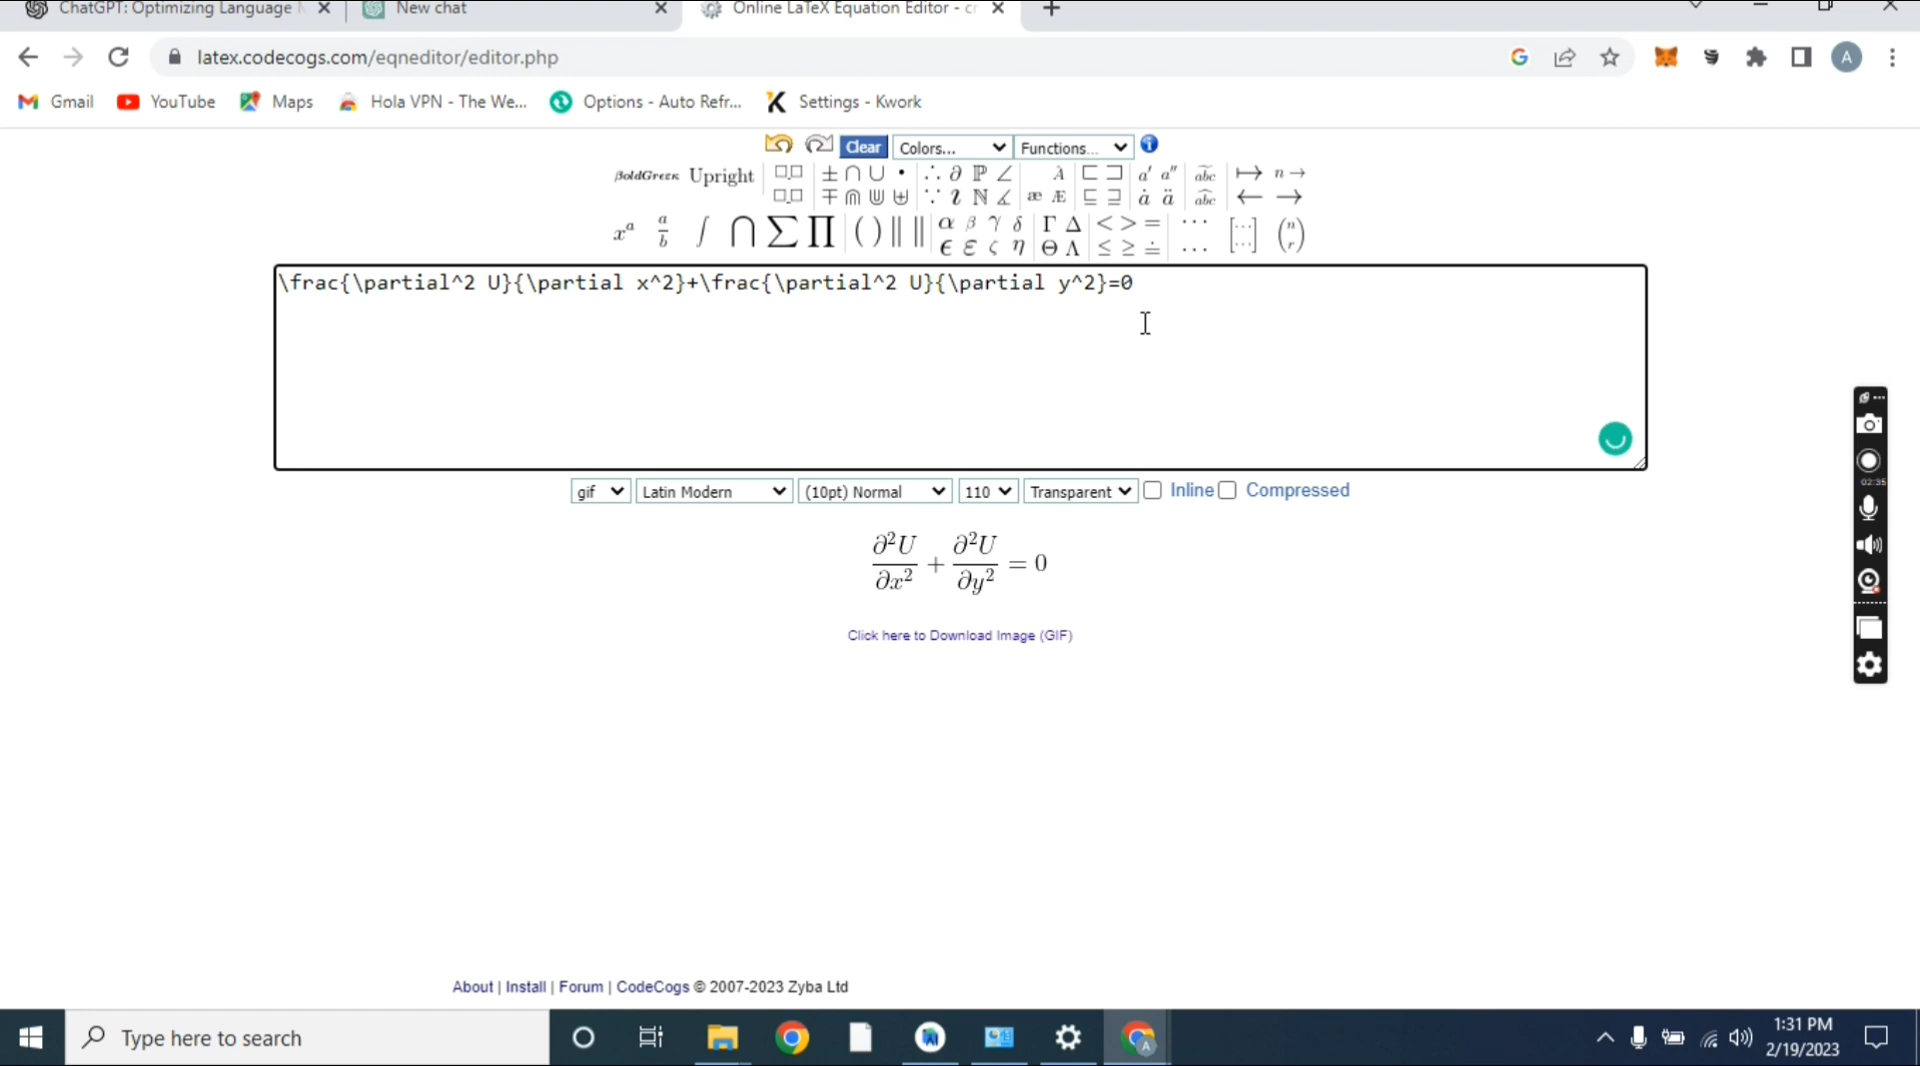 ChatGPT: Optimizing Language
New chat
Online LaTeX Equation Editor - cr
latex.codecogs.com/eqneditor/editor.php
A
Gmail YouTube Maps Hola VPN - The We... Options - Auto Refr... Settings - Kwork
Clear Colors... Functions...
βoldGreek Upright
\frac{\partial^2 U}{\partial x^2}+\frac{\partial^2 U}{\partial y^2}=0
02:35
gif Latin Modern (10pt) Normal 110 Transparent Inline Compressed
∂²U/∂x² + ∂²U/∂y² = 0
Click here to Download Image (GIF)
About | Install | Forum | CodeCogs © 2007-2023 Zyba Ltd
Type here to search
1:31 PM
2/19/2023